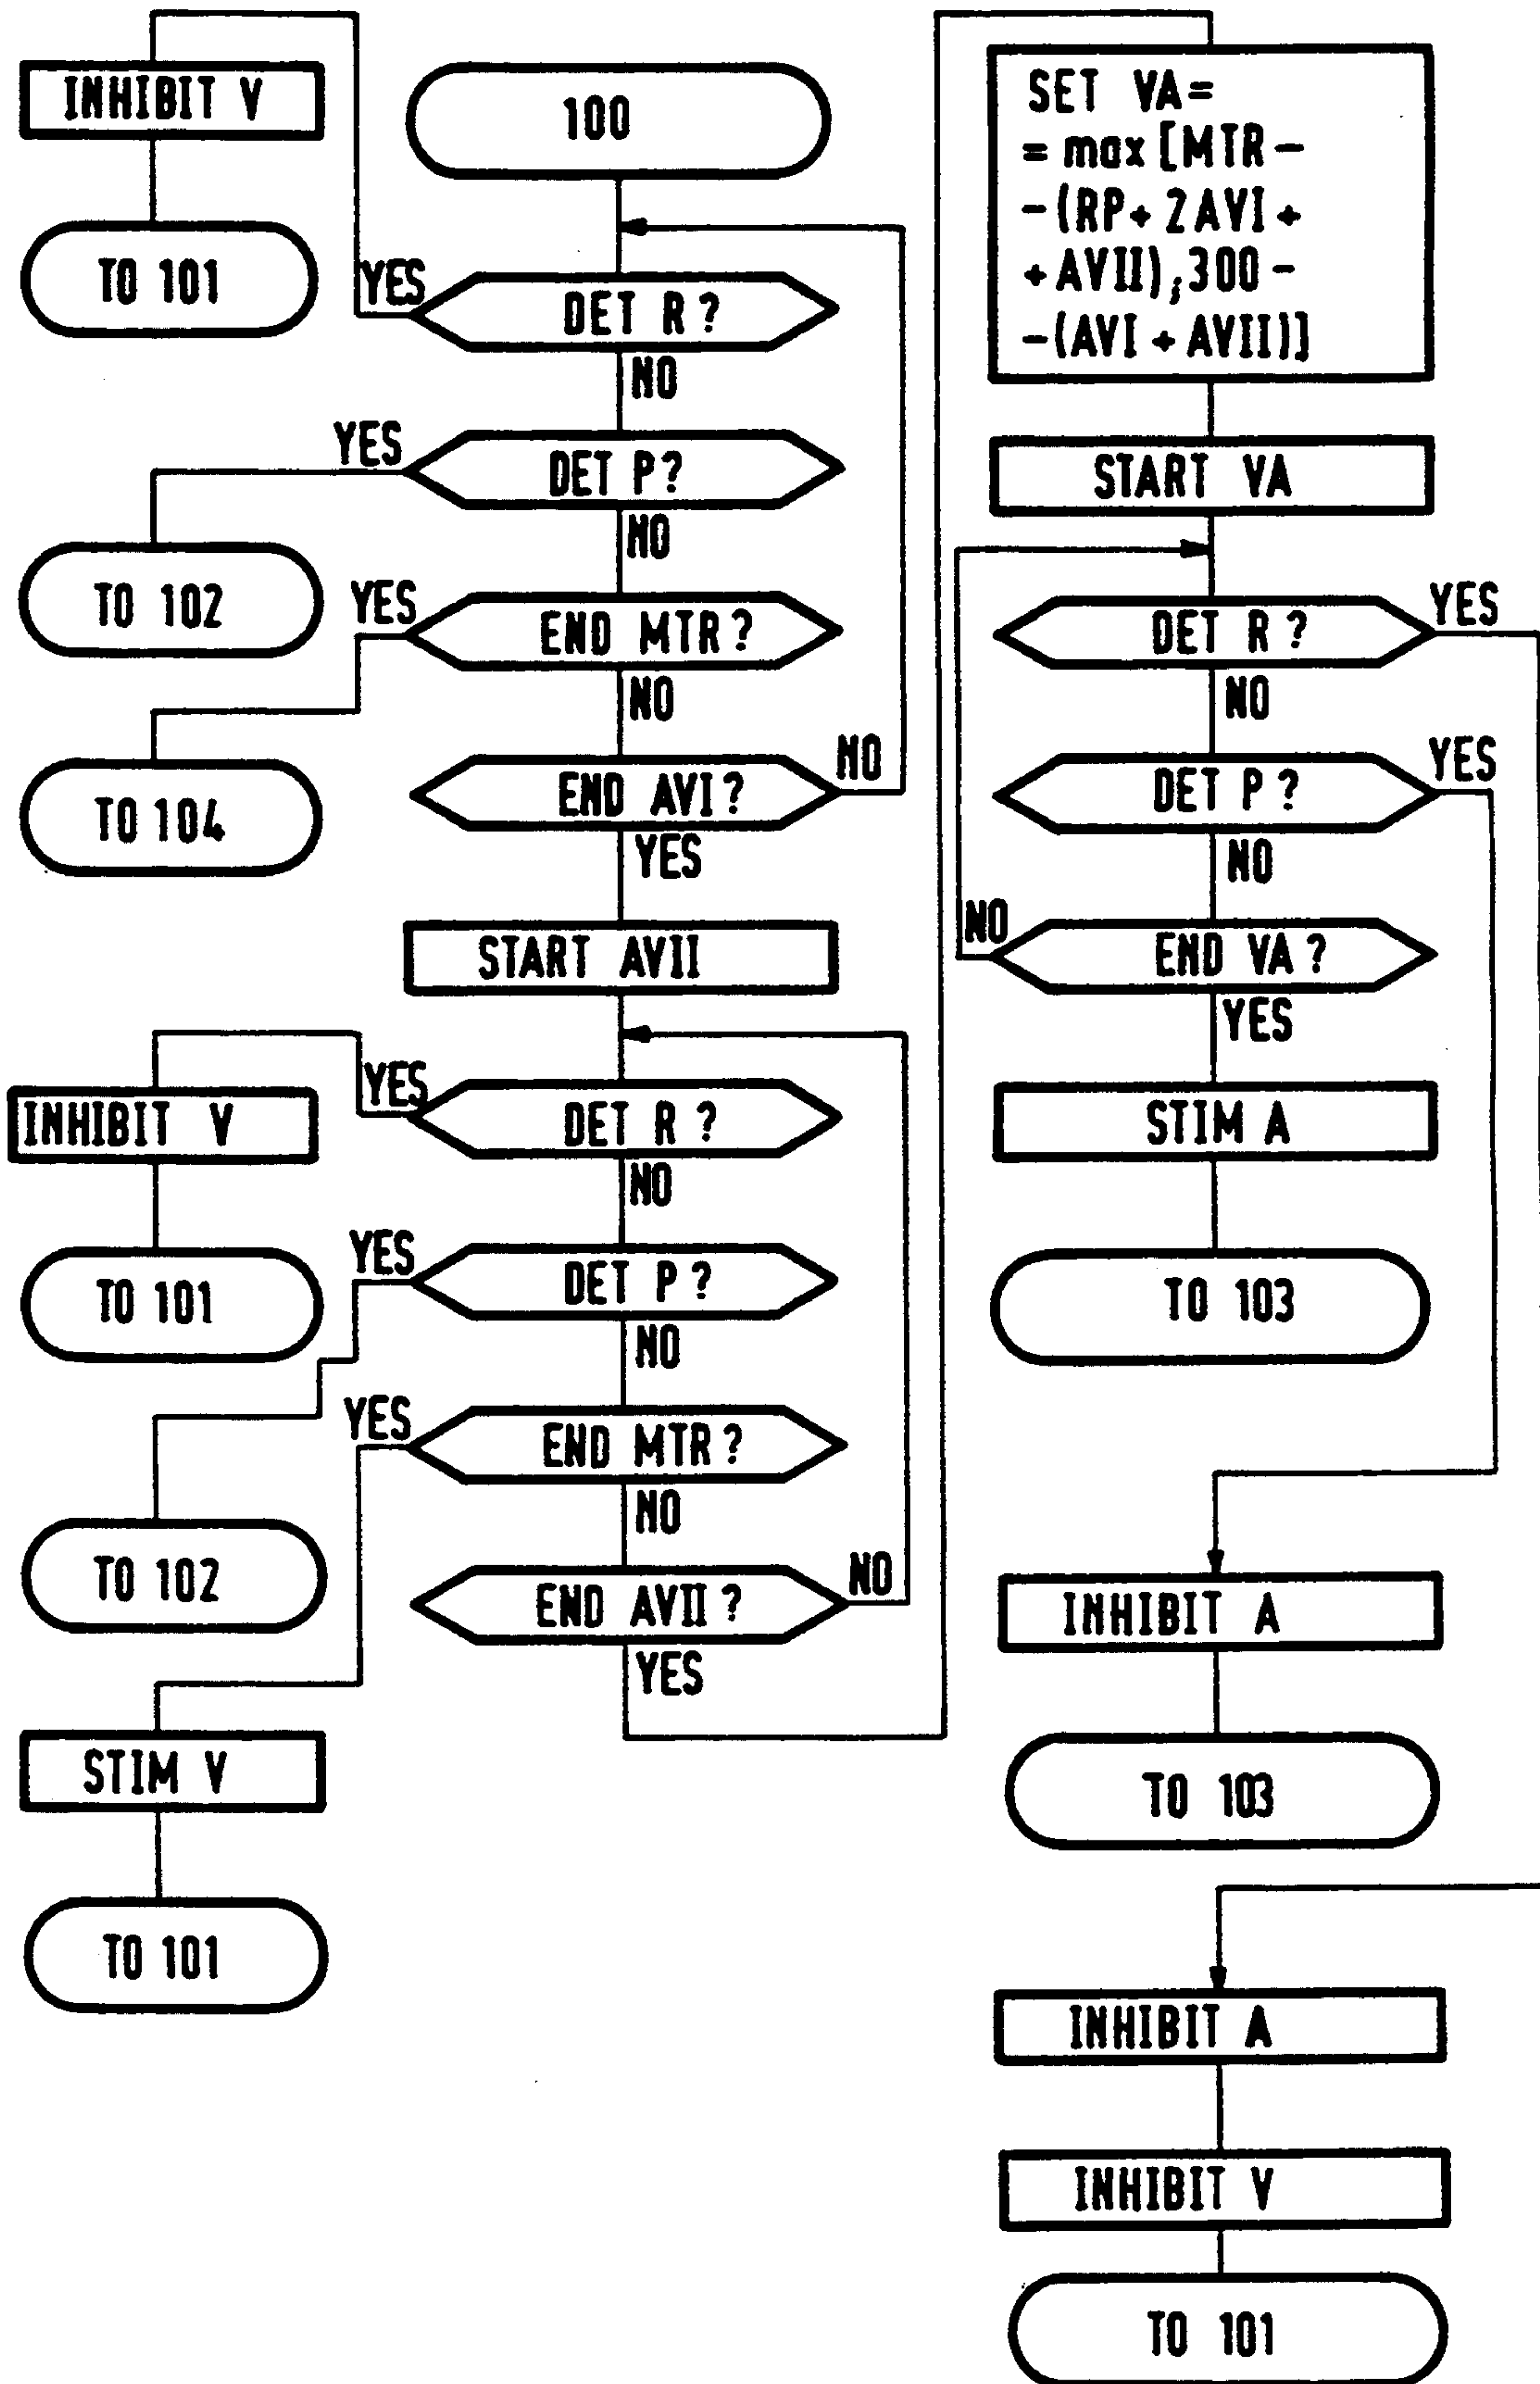 INHIBIT V
TO 101
100
YES
DET R?
NO
YES
DET P?
NO
TO 102
YES
END MTR?
NO
TO 104
END AVI?
NO
YES
START AVII
YES
INHIBIT V
DET R?
NO
TO 101
YES
DET P?
NO
YES
END MTR?
NO
TO 102
END AVII?
NO
YES
STIM V
TO 101
SET VA=
= max [MTR -
-(RP + 2AVI +
+ AVII), 300 -
-(AVI + AVII)]
START VA
DET R?
YES
NO
DET P?
YES
NO
NO
END VA?
YES
STIM A
TO 103
INHIBIT A
TO 103
INHIBIT A
INHIBIT V
TO 101